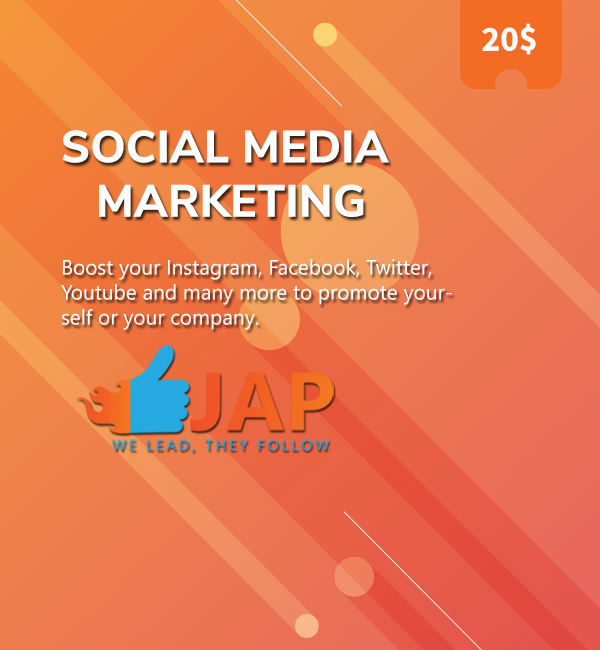 20$
SOCIAL MEDIA
MARKETING
Boost your Instagram, Facebook, Twitter,
Youtube and many more to promote your-
self or your company.
JAP
WE LEAD, THEY FOLLOW